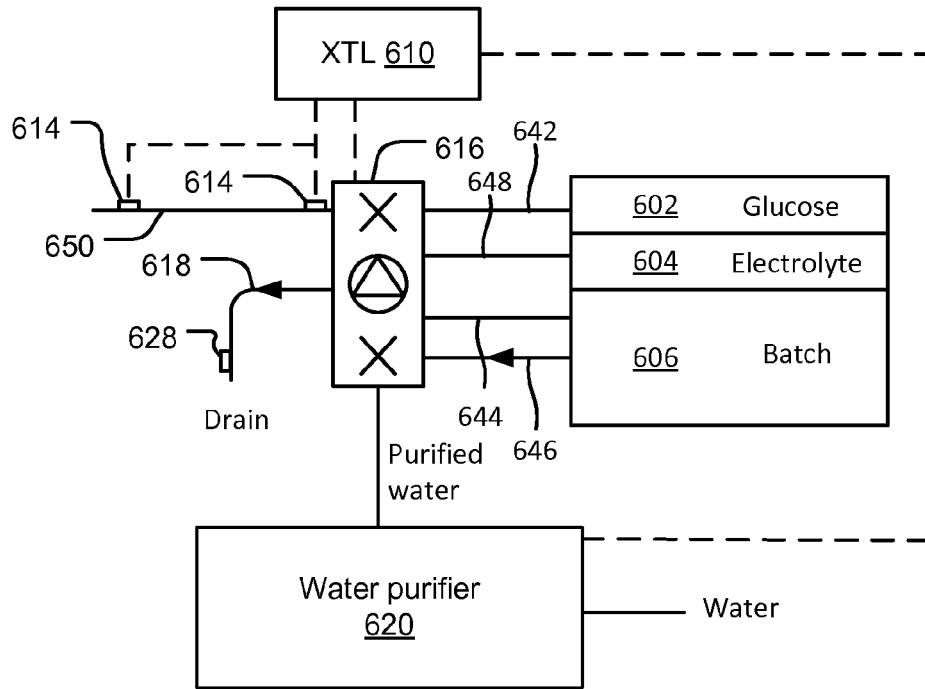 XTL 610
614
616
642
648
614
602 Glucose
650
618
604 Electrolyte
628
606 Batch
Drain
644
646
Purified
water
Water purifier
620
Water